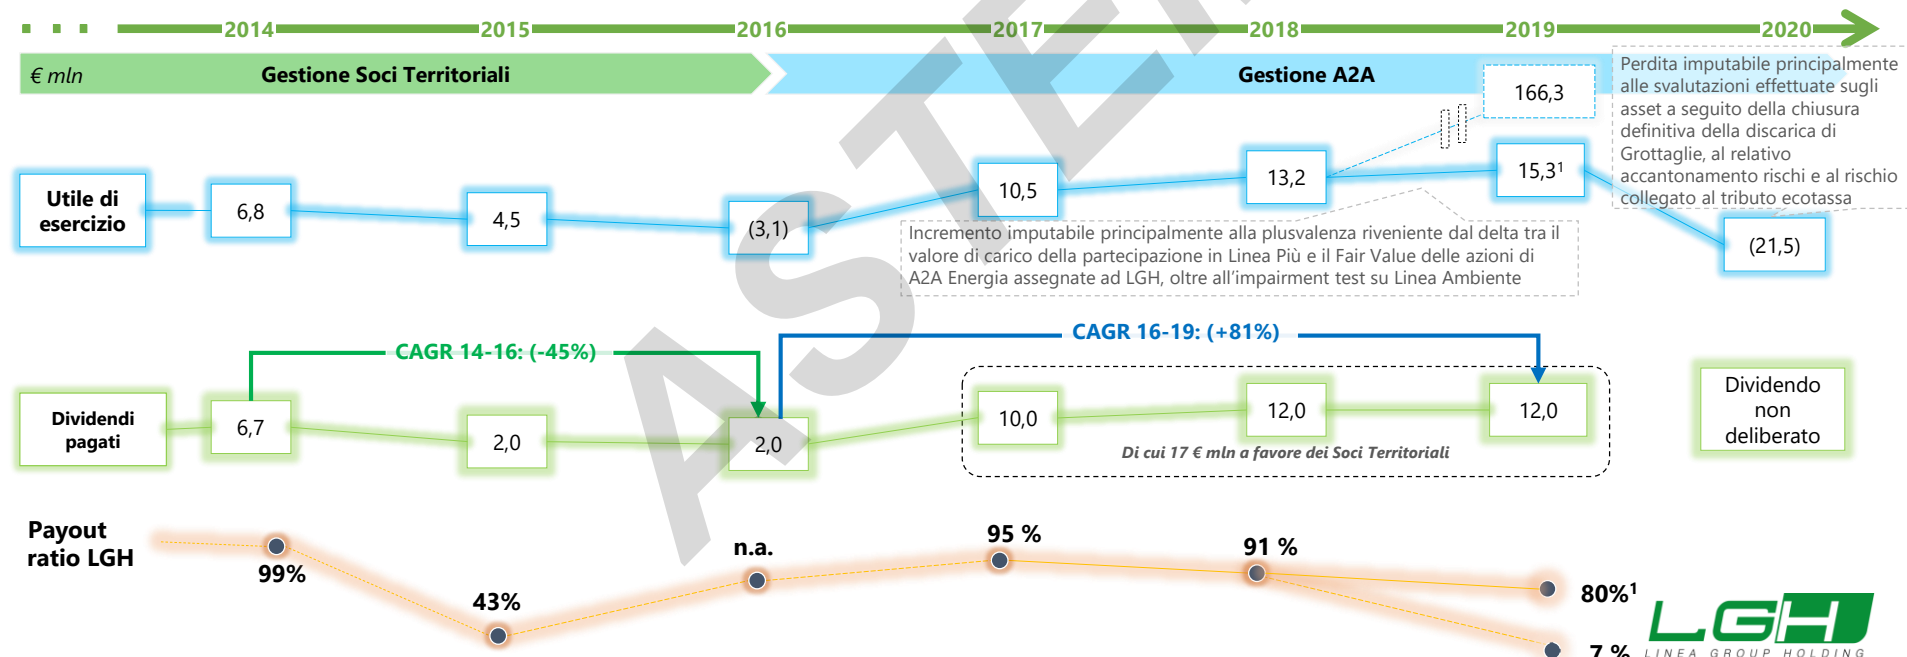 2014 2015 2016 2017 2018 2019 2020
€ mln Gestione Soci Territoriali Gestione A2A
Perdita imputabile principalmente
alle svalutazioni effettuate sugli
asset a seguito della chiusura
definitiva della discarica di
Grottaglie, al relativo
accantonamento rischi e al rischio
collegato al tributo ecotassa
166,3
Utile di
esercizio
6,8 4,5 (3,1) 10,5 13,2 15,3¹ (21,5)
Incremento imputabile principalmente alla plusvalenza riveniente dal delta tra il
valore di carico della partecipazione in Linea Più e il Fair Value delle azioni di
A2A Energia assegnate ad LGH, oltre all'impairment test su Linea Ambiente
CAGR 14-16: (-45%) CAGR 16-19: (+81%)
Dividendi
pagati
6,7 2,0 2,0 10,0 12,0 12,0
Dividendo
non
deliberato
Di cui 17 € mln a favore dei Soci Territoriali
Payout
ratio LGH
99% 43% n.a. 95 % 91 % 80%¹
7 %
LGH
LINEA GROUP HOLDING